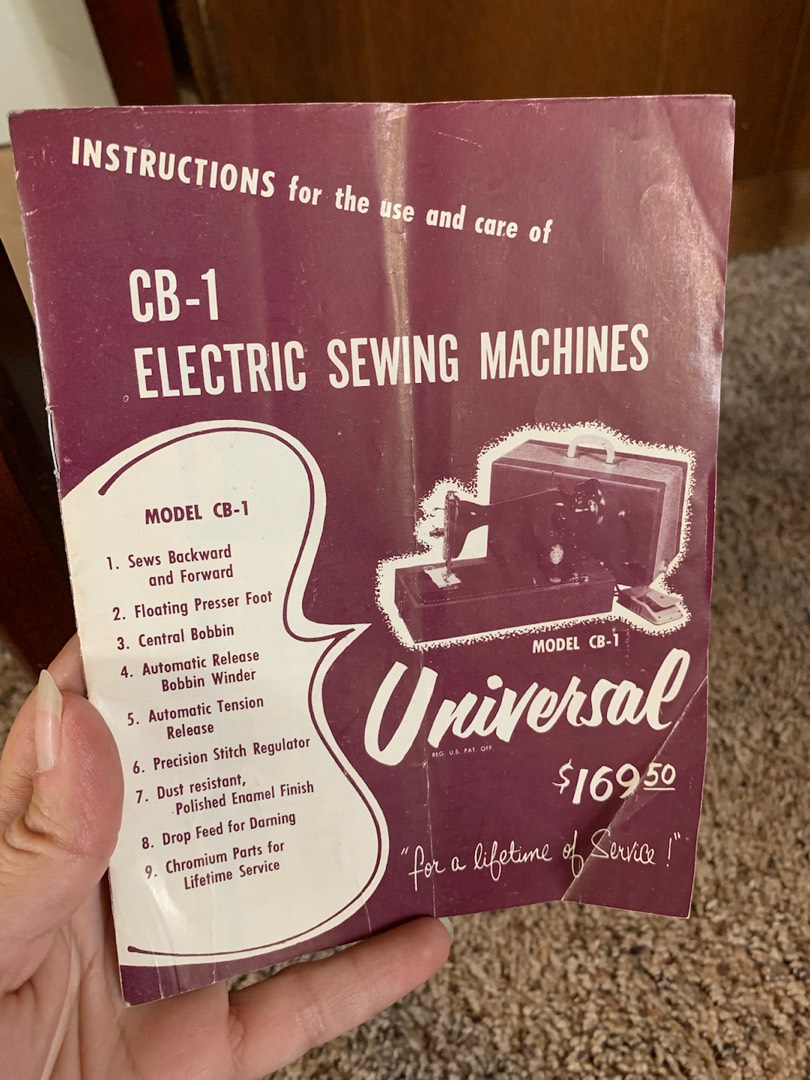 INSTRUCTIONS for the use and care of
CB-1
ELECTRIC SEWING MACHINES
MODEL CB-1
1. Sews Backward
and Forward
2. Floating Presser Foot
3. Central Bobbin
4. Automatic Release
Bobbin Winder
5. Automatic Tension
Release
6. Precision Stitch Regulator
7. Dust resistant,
Polished Enamel Finish
8. Drop Feed for Darning
9. Chromium Parts for
Lifetime Service
MODEL CB-1
Universal
REG. U.S. PAT. OFF.
$169 50
"for a lifetime of Service!"